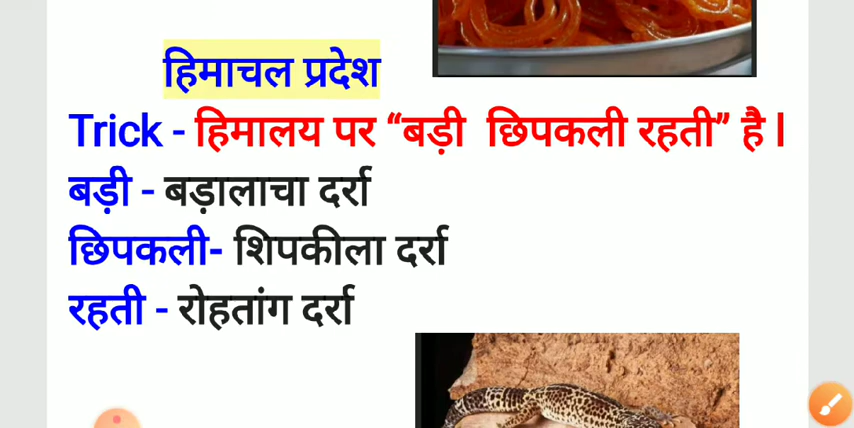 हिमाचल प्रदेश
Trick - हिमालय पर “बड़ी छिपकली रहती” है l
बड़ी - बड़ालाचा दर्रा
छिपकली- शिपकीला दर्रा
रहती - रोहतांग दर्रा